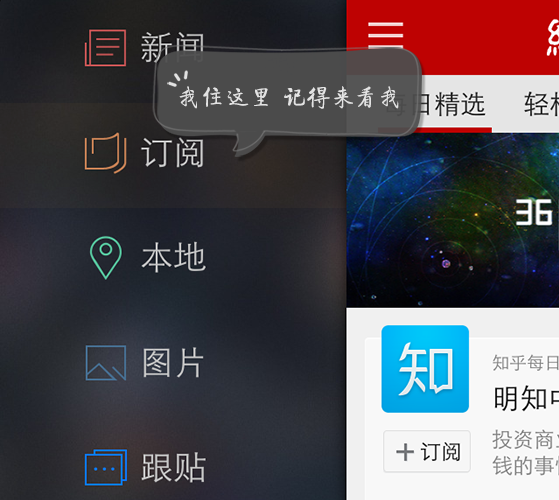 新闻
我住这里 记得来看我
订阅
本地
图片
跟贴
日精选
轻
36
知
知乎每日
明知
+ 订阅
投资商
钱的事